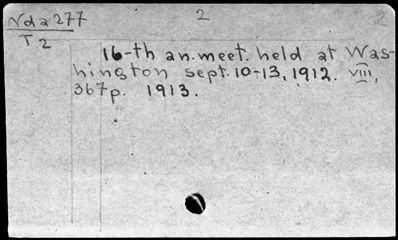 Nda277 2 2
T2
16-th an. meet. held at Was-
hington sept. 10-13, 1912. VIII,
367p. 1913.